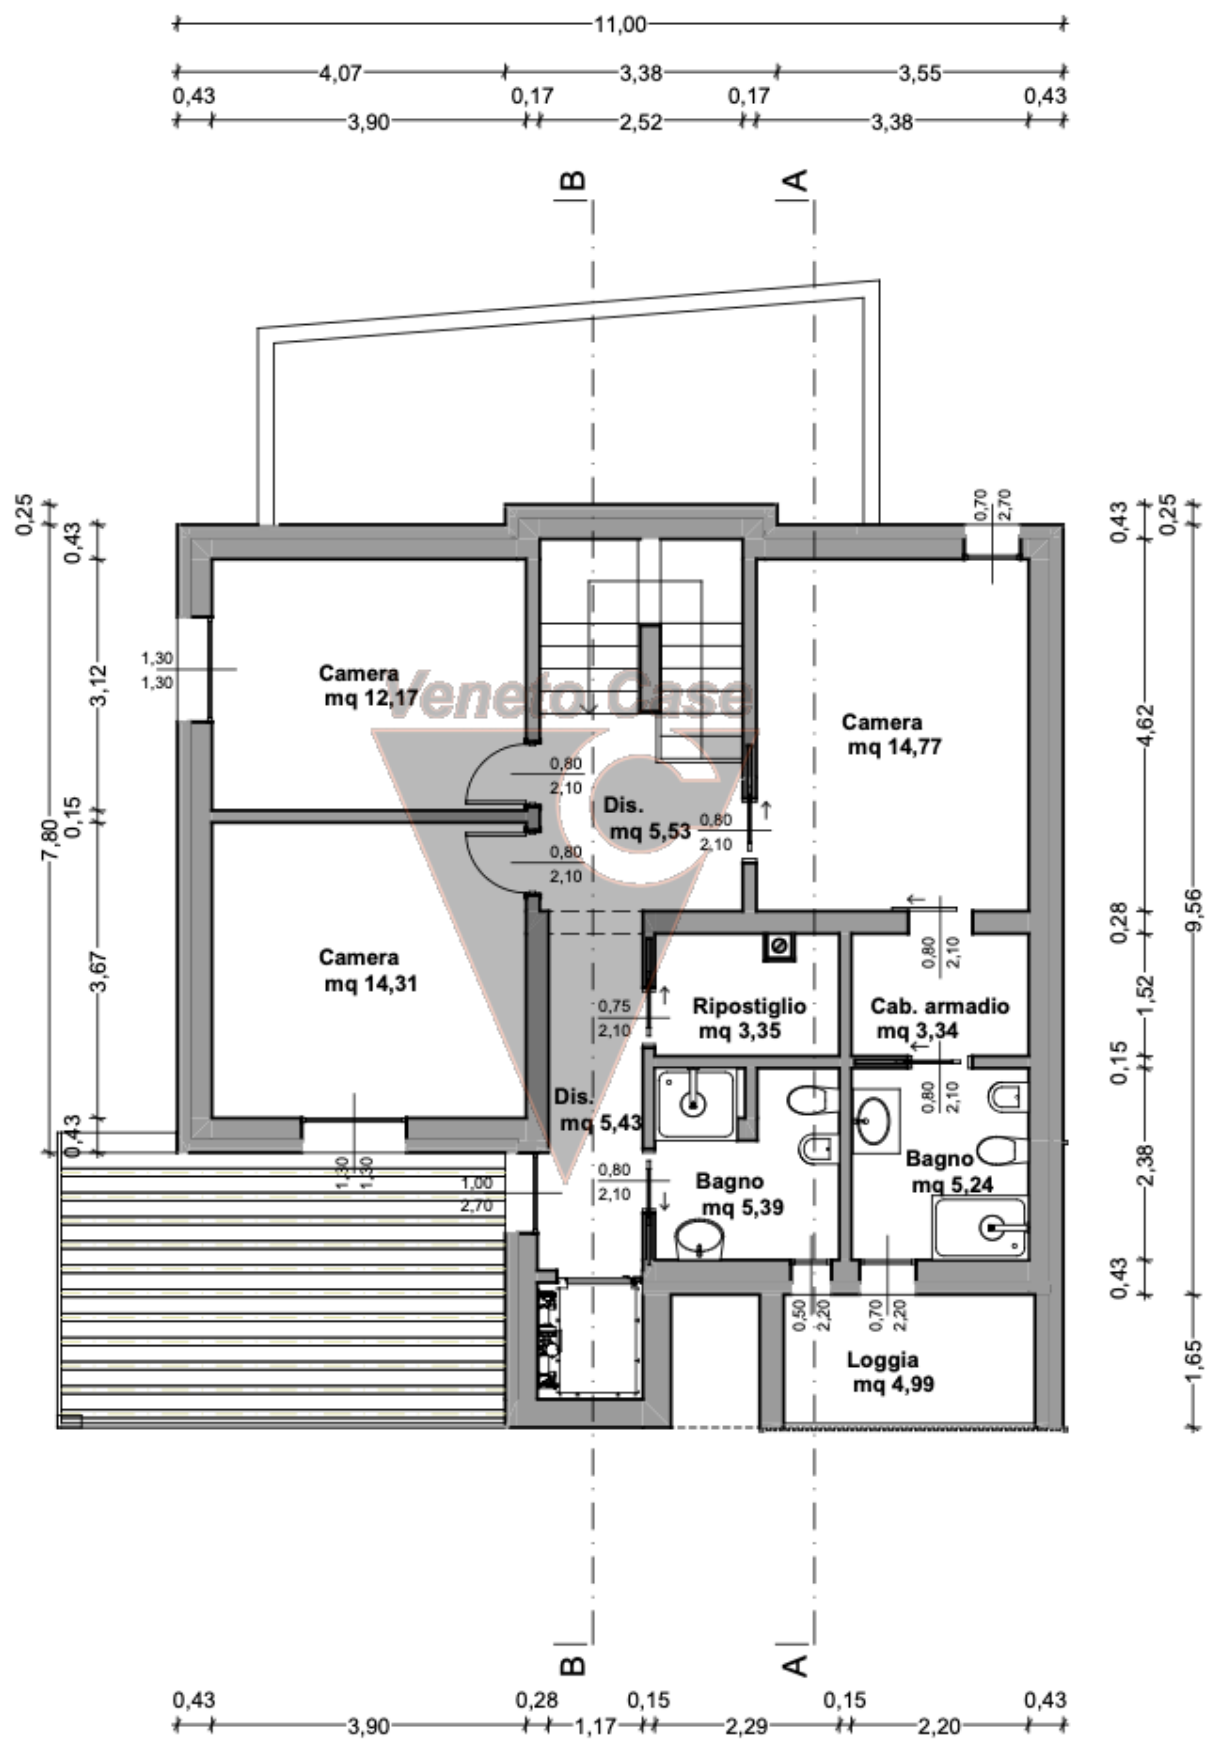 11,00
4,07 3,38 3,55
0,43 0,17 0,17 0,43
3,90 2,52 3,38
B A
0,25 0,43 0,70 2,70 0,43 0,25
1,30
1,30
3,12
Camera
mq 12,17
Veneto Case
C
Camera
mq 14,77
4,62
0,80
2,10
Dis.
mq 5,53
0,80
2,10
0,15
7,80
0,80
2,10
Camera
mq 14,31
3,67
0,80 2,10
0,28
9,56
0,75
2,10
Ripostiglio
mq 3,35
Cab. armadio
mq 3,34
1,52
0,15
0,80 2,10
Dis.
mq 5,43
0,43
1,30 1,30
1,00
2,70
0,80
2,10
Bagno
mq 5,39
Bagno
mq 5,24
2,38
0,43
0,50 2,20 0,70 2,20
Loggia
mq 4,99
1,65
B A
0,43 0,28 0,15 0,15 0,43
3,90 1,17 2,29 2,20